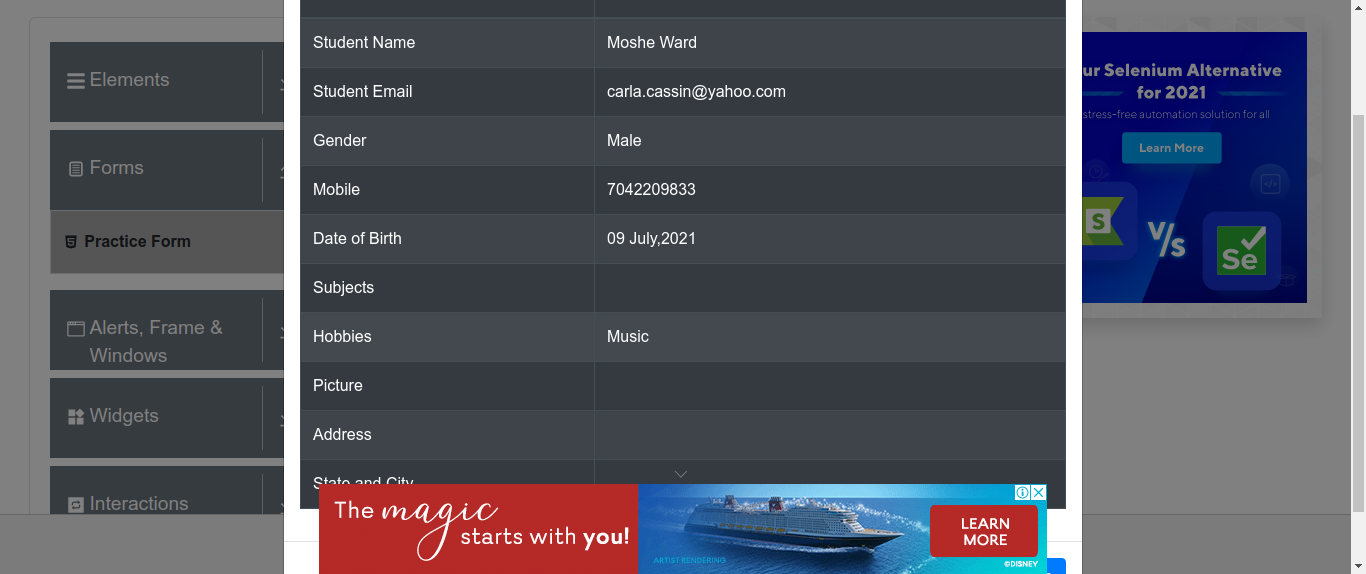 Elements
Forms
Practice Form
Alerts, Frame &
Windows
Widgets
Interactions
Student Name Moshe Ward
Student Email carla.cassin@yahoo.com
Gender Male
Mobile 7042209833
Date of Birth 09 July,2021
Subjects
Hobbies Music
Picture
Address
State and City
The magic
starts with you!
ARTIST RENDERING
LEARN
MORE
©DISNEY
ur Selenium Alternative
for 2021
stress-free automation solution for all
Learn More
S
V/s
Se